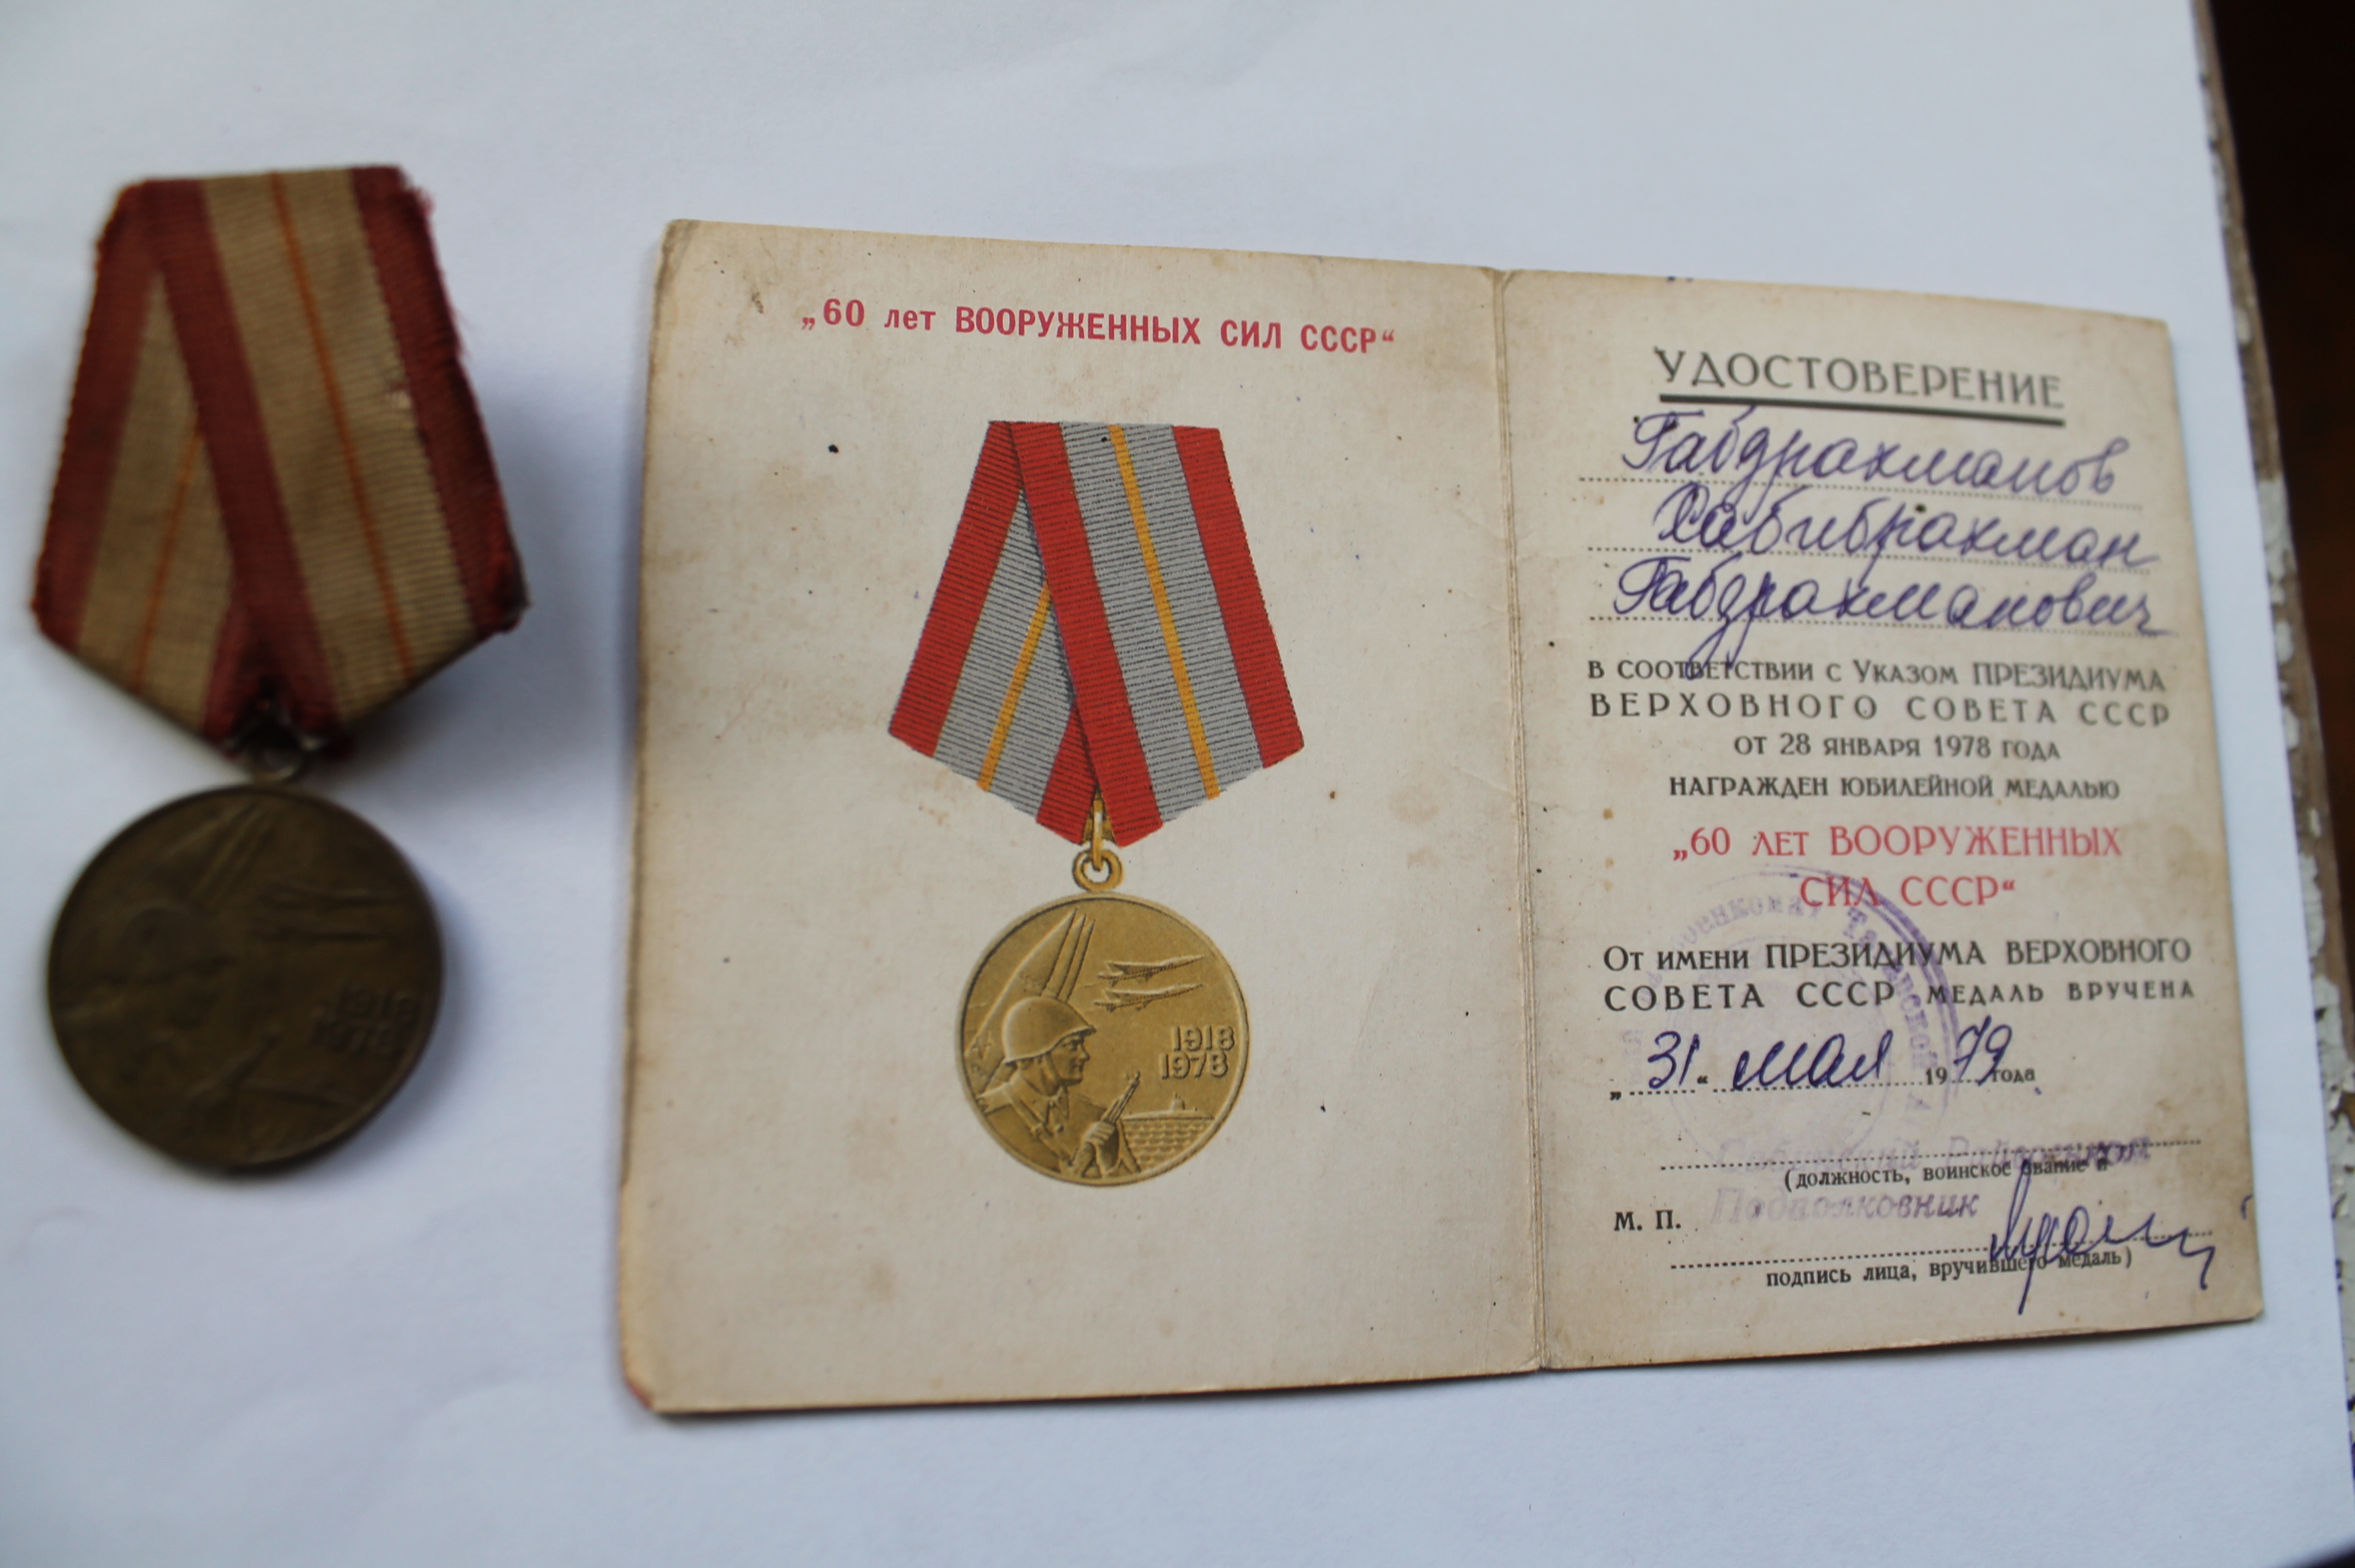 1918
1978
„60 лет ВООРУЖЕННЫХ СИЛ СССР“
1918
1978
УДОСТОВЕРЕНИЕ
Габдрахманов
Хабибрахман
Габдрахманович
в соответствии с Указом ПРЕЗИДИУМА
ВЕРХОВНОГО СОВЕТА СССР
от 28 января 1978 года
награжден юбилейной медалью
„60 лет ВООРУЖЕННЫХ
СИЛ СССР“
От имени ПРЕЗИДИУМА ВЕРХОВНОГО
СОВЕТА СССР медаль вручена
„31“ мая 1979 года
(должность, воинское звание и
Подполковник
М. П.
подпись лица, вручившего медаль)